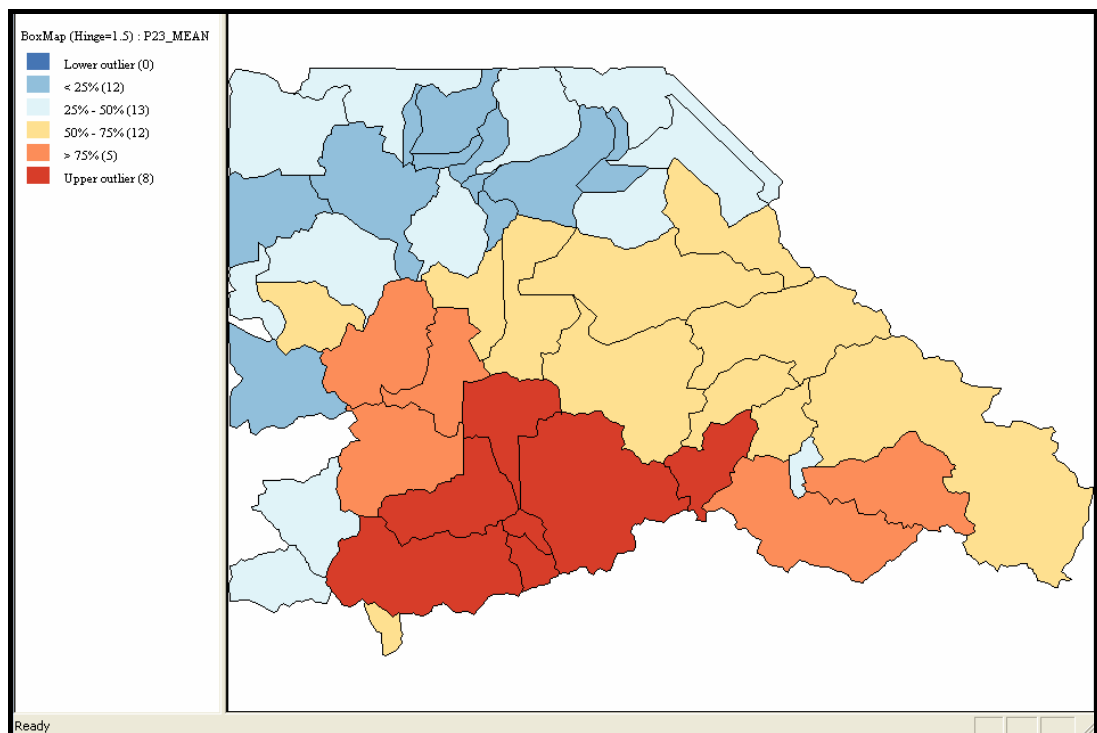 BoxMap (Hinge=1.5) : P23_MEAN
Lower outlier (0)
< 25% (12)
25% - 50% (13)
50% - 75% (12)
> 75% (5)
Upper outlier (8)
Ready